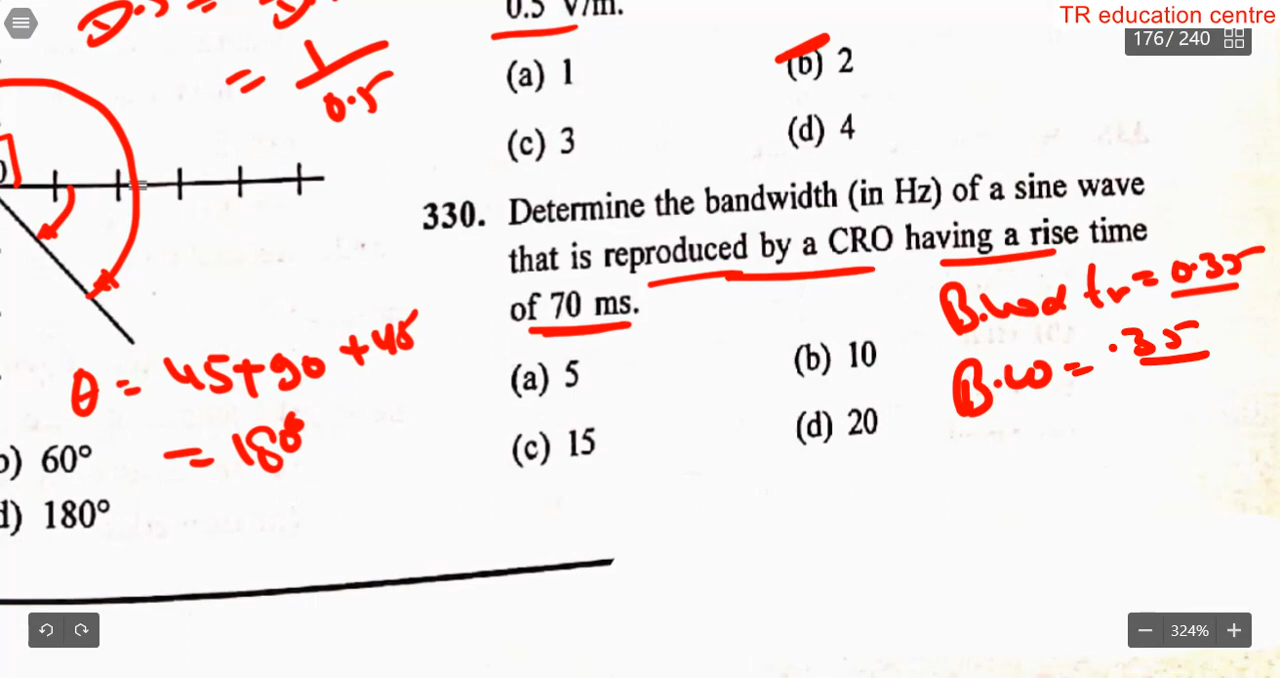 TR education centre
176/240
0.5 V/m.
= 1/0.5
(a) 1
(b) 2
(c) 3
(d) 4
330. Determine the bandwidth (in Hz) of a sine wave
that is reproduced by a CRO having a rise time
of 70 ms.
B.w tr = 0.35
B.w = .35
(a) 5
(b) 10
(c) 15
(d) 20
θ = 45+90+45
= 180°
60°
180°
324%